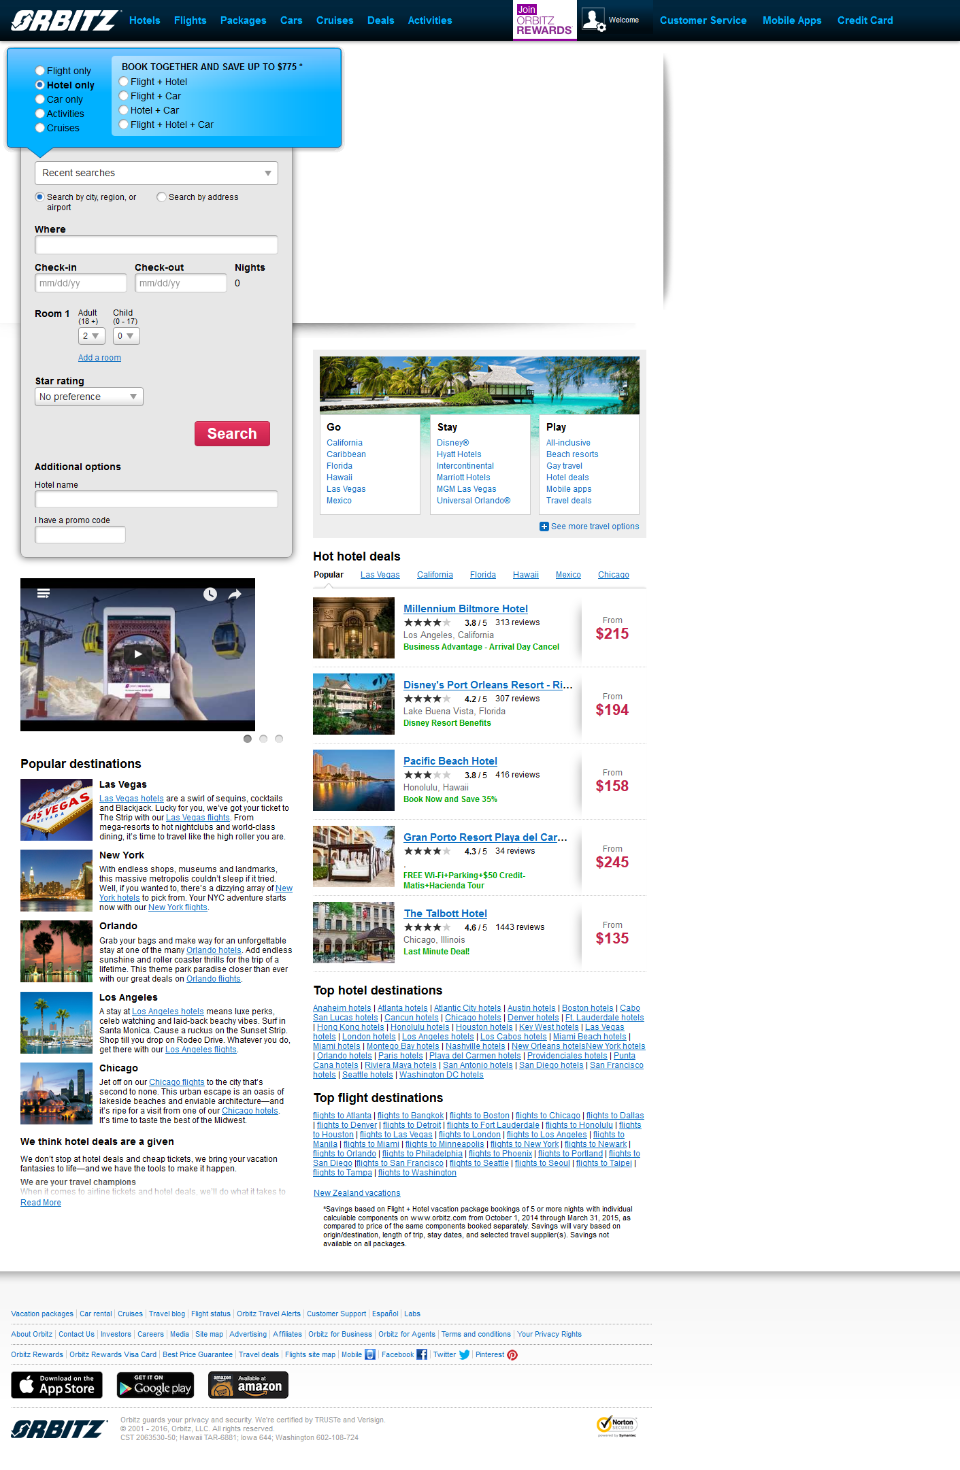 ORBITZ Hotels Flights Packages Cars Cruises Deals Activities Join ORBITZ REWARDS Welcome Customer Service Mobile Apps Credit Card
Flight only
Hotel only
Car only
Activities
Cruises
BOOK TOGETHER AND SAVE UP TO $775 *
Flight + Hotel
Flight + Car
Hotel + Car
Flight + Hotel + Car
Recent searches
Search by city, region, or airport
Search by address
Where
Check-in Check-out Nights
mm/dd/yy mm/dd/yy 0
Room 1 Adult (18 +) Child (0 - 17)
2 0
Add a room
Star rating
No preference
Search
Additional options
Hotel name
I have a promo code
Go
California
Caribbean
Florida
Hawaii
Las Vegas
Mexico
Stay
Disney®
Hyatt Hotels
Intercontinental
Marriott Hotels
MGM Las Vegas
Universal Orlando®
Play
All-inclusive
Beach resorts
Gay travel
Hotel deals
Mobile apps
Travel deals
See more travel options
Hot hotel deals
Popular Las Vegas California Florida Hawaii Mexico Chicago
Millennium Biltmore Hotel
3.8 / 5 313 reviews
Los Angeles, California
Business Advantage - Arrival Day Cancel
From
$215
Disney's Port Orleans Resort - Ri...
4.2 / 5 307 reviews
Lake Buena Vista, Florida
Disney Resort Benefits
From
$194
Pacific Beach Hotel
3.8 / 5 416 reviews
Honolulu, Hawaii
Book Now and Save 35%
From
$158
Gran Porto Resort Playa del Car...
4.3 / 5 34 reviews
,
FREE Wi-Fi+Parking+$50 Credit-
Matis+Hacienda Tour
From
$245
The Talbott Hotel
4.6 / 5 1443 reviews
Chicago, Illinois
Last Minute Deal!
From
$135
Popular destinations
LAS VEGAS
NEVADA
Las Vegas
Las Vegas hotels are a swirl of sequins, cocktails
and Blackjack. Lucky for you, we've got your ticket to
The Strip with our Las Vegas flights. From
mega-resorts to hot nightclubs and world-class
dining, it's time to travel like the high roller you are.
New York
With endless shops, museums and landmarks,
this massive metropolis couldn't sleep if it tried.
Well, if you wanted to, there's a dizzying array of New
York hotels to pick from. Your NYC adventure starts
now with our New York flights.
Orlando
Grab your bags and make way for an unforgettable
stay at one of the many Orlando hotels. Add endless
sunshine and roller coaster thrills for the trip of a
lifetime. This theme park paradise closer than ever
with our great deals on Orlando flights.
Los Angeles
A stay at Los Angeles hotels means luxe perks,
celeb watching and laid-back beachy vibes. Surf in
Santa Monica. Cause a ruckus on the Sunset Strip.
Shop till you drop on Rodeo Drive. Whatever you do,
get there with our Los Angeles flights.
Chicago
Jet off on our Chicago flights to the city that's
second to none. This urban escape is an oasis of
lakeside beaches and enviable architecture—and
it's ripe for a visit from one of our Chicago hotels.
It's time to taste the best of the Midwest.
We think hotel deals are a given
We don't stop at hotel deals and cheap tickets, we bring your vacation
fantasies to life—and we have the tools to make it happen.
We are your travel champions
When it comes to airline tickets and hotel deals, we'll do what it takes to
Read More
Top hotel destinations
Anaheim hotels | Atlanta hotels | Atlantic City hotels | Austin hotels | Boston hotels | Cabo
San Lucas hotels | Cancun hotels | Chicago hotels | Denver hotels | Ft. Lauderdale hotels
| Hong Kong hotels | Honolulu hotels | Houston hotels | Key West hotels | Las Vegas
hotels | London hotels | Los Angeles hotels | Los Cabos hotels | Miami Beach hotels |
Miami hotels | Montego Bay hotels | Nashville hotels | New Orleans hotelsNew York hotels
| Orlando hotels | Paris hotels | Playa del Carmen hotels | Providenciales hotels | Punta
Cana hotels | Riviera Maya hotels | San Antonio hotels | San Diego hotels | San Francisco
hotels | Seattle hotels | Washington DC hotels
Top flight destinations
flights to Atlanta | flights to Bangkok | flights to Boston | flights to Chicago | flights to Dallas
| flights to Denver | flights to Detroit | flights to Fort Lauderdale | flights to Honolulu | flights
to Houston | flights to Las Vegas | flights to London | flights to Los Angeles | flights to
Manila | flights to Miami | flights to Minneapolis | flights to New York | flights to Newark |
flights to Orlando | flights to Philadelphia | flights to Phoenix | flights to Portland | flights to
San Diego |flights to San Francisco | flights to Seattle | flights to Seoul | flights to Taipei |
flights to Tampa | flights to Washington
New Zealand vacations
*Savings based on Flight + Hotel vacation package bookings of 5 or more nights with individual
calculable components on www.orbitz.com from October 1, 2014 through March 31, 2015, as
compared to price of the same components booked separately. Savings will vary based on
origin/destination, length of trip, stay dates, and selected travel supplier(s). Savings not
available on all packages.
Vacation packages | Car rental | Cruises | Travel blog | Flight status | Orbitz Travel Alerts | Customer Support | Español | Labs
About Orbitz | Contact Us | Investors | Careers | Media | Site map | Advertising | Affiliates | Orbitz for Business | Orbitz for Agents | Terms and conditions | Your Privacy Rights
Orbitz Rewards | Orbitz Rewards Visa Card | Best Price Guarantee | Travel deals | Flights site map | Mobile | Facebook | Twitter | Pinterest
Download on the App Store
GET IT ON Google play
Available at amazon
ORBITZ
Orbitz guards your privacy and security. We're certified by TRUSTe and Verisign.
© 2001 - 2016, Orbitz, LLC. All rights reserved.
CST 2063530-50; Hawaii TAR-6881; Iowa 644; Washington 602-108-724
Norton
SECURED
powered by Symantec